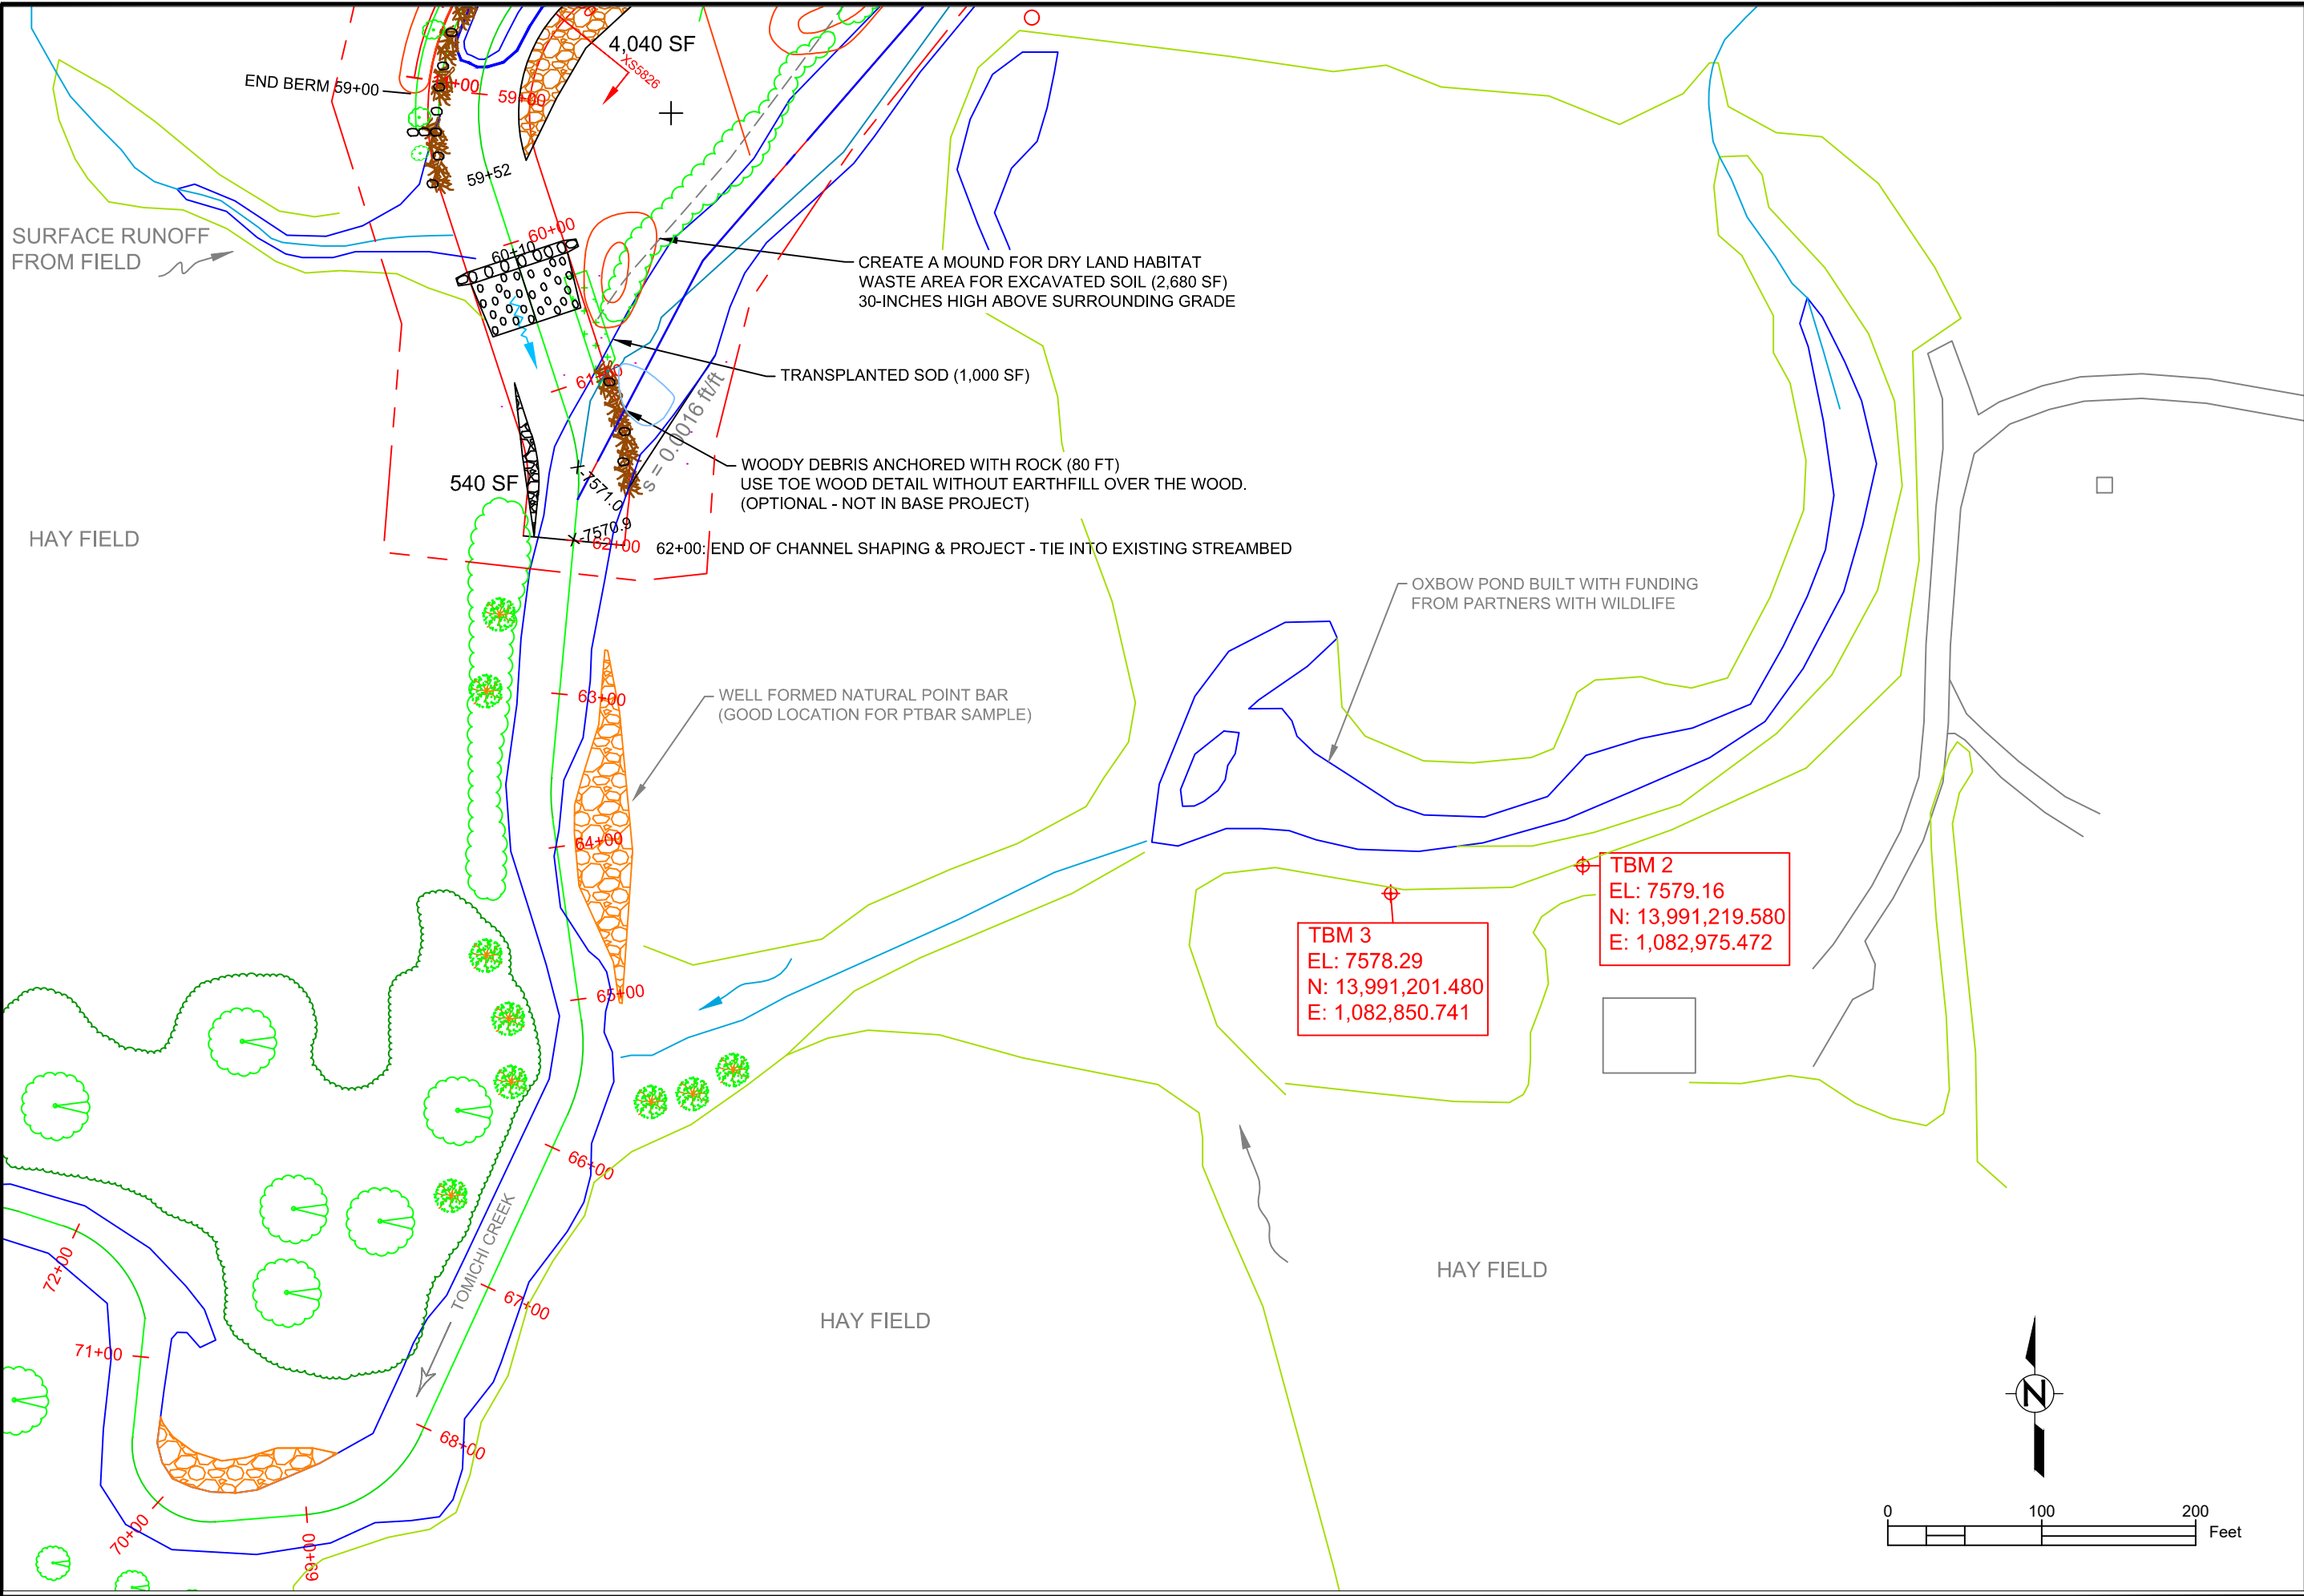 4,040 SF
XS5826
END BERM 59+00
59+00
59+52
SURFACE RUNOFF
FROM FIELD
60+00
60+10
CREATE A MOUND FOR DRY LAND HABITAT
WASTE AREA FOR EXCAVATED SOIL (2,680 SF)
30-INCHES HIGH ABOVE SURROUNDING GRADE
TRANSPLANTED SOD (1,000 SF)
s = 0.0016 ft/ft
WOODY DEBRIS ANCHORED WITH ROCK (80 FT)
USE TOE WOOD DETAIL WITHOUT EARTHFILL OVER THE WOOD.
(OPTIONAL - NOT IN BASE PROJECT)
540 SF
7571.0
7570.9
62+00
62+00: END OF CHANNEL SHAPING & PROJECT - TIE INTO EXISTING STREAMBED
HAY FIELD
OXBOW POND BUILT WITH FUNDING
FROM PARTNERS WITH WILDLIFE
63+00
WELL FORMED NATURAL POINT BAR
(GOOD LOCATION FOR PTBAR SAMPLE)
64+00
TBM 2
EL: 7579.16
N: 13,991,219.580
E: 1,082,975.472
TBM 3
EL: 7578.29
N: 13,991,201.480
E: 1,082,850.741
65+00
66+00
TOMICHI CREEK
67+00
72+00
HAY FIELD
HAY FIELD
71+00
68+00
70+00
69+00
N
0 100 200
Feet